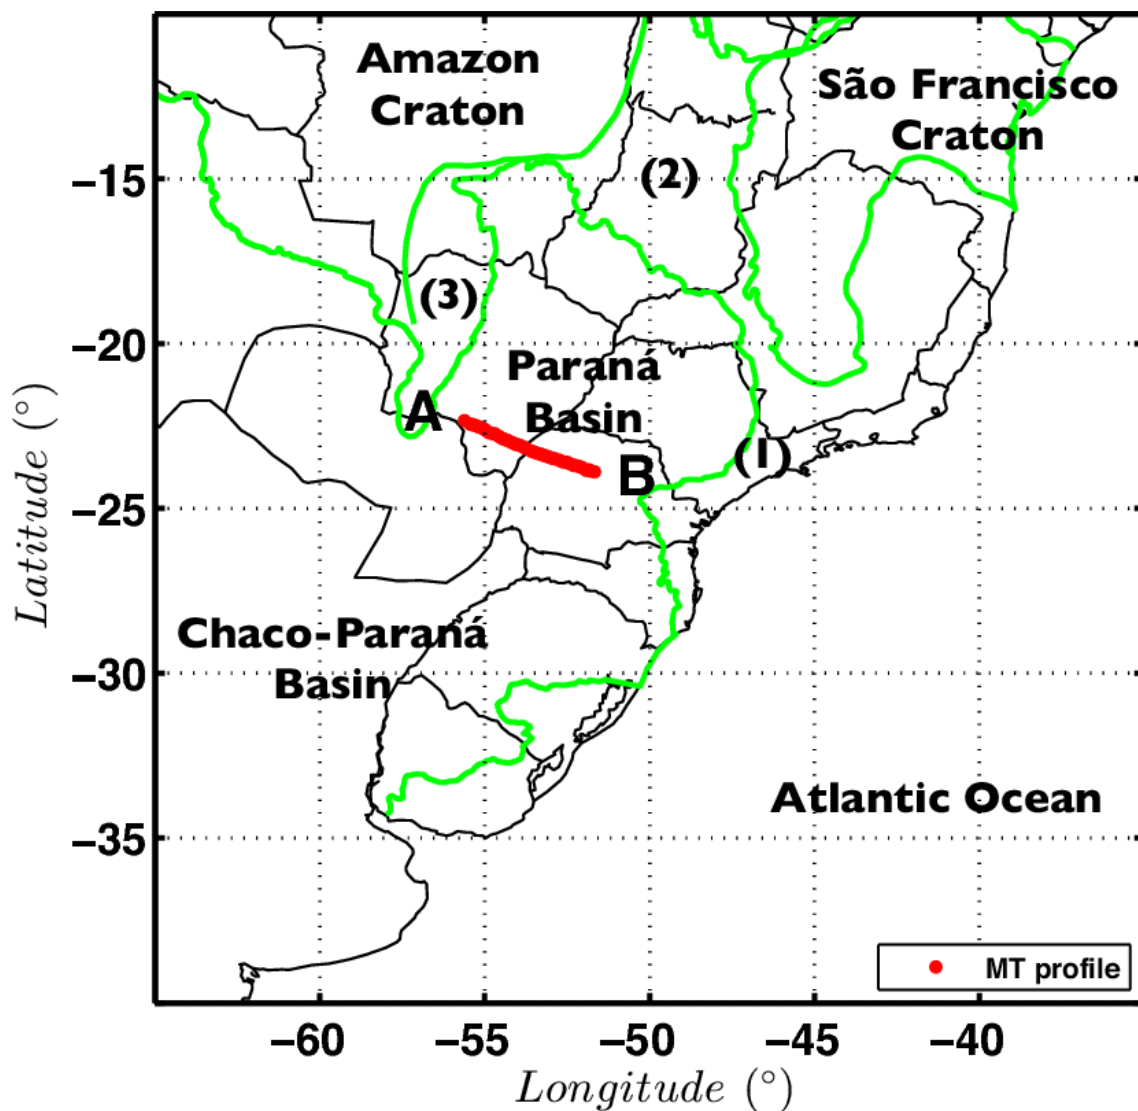 Amazon
Craton
São Francisco
Craton
(2)
−15
(3)
−20
Paraná
Basin
A
(1)
B
−25
Chaco-Paraná
Basin
−30
Atlantic Ocean
−35
MT profile
−60
−55
−50
−45
−40
Longitude (°)
Latitude (°)